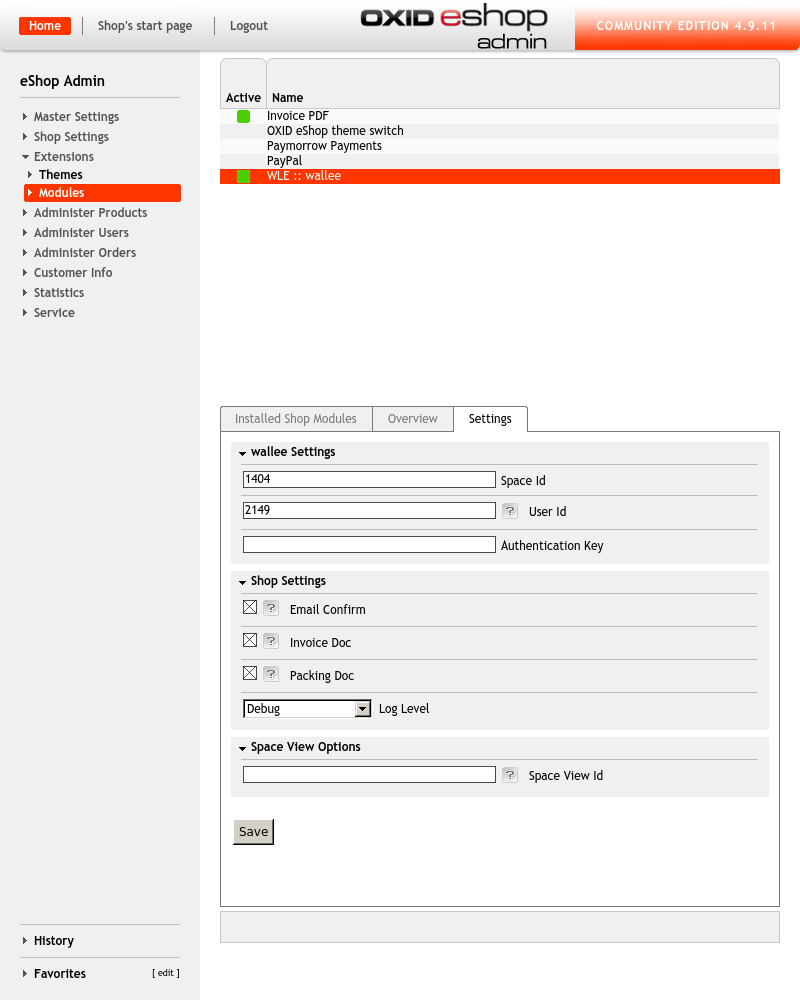 Home
Shop's start page
Logout
OXID eshop
admin
COMMUNITY EDITION 4.9.11
eShop Admin
Master Settings
Shop Settings
Extensions
Themes
Modules
Administer Products
Administer Users
Administer Orders
Customer Info
Statistics
Service
History
Favorites [ edit ]
Active Name
Invoice PDF
OXID eShop theme switch
Paymorrow Payments
PayPal
WLE :: wallee
Installed Shop Modules Overview Settings
wallee Settings
1404 Space Id
2149 ? User Id
Authentication Key
Shop Settings
? Email Confirm
? Invoice Doc
? Packing Doc
Debug Log Level
Space View Options
? Space View Id
Save